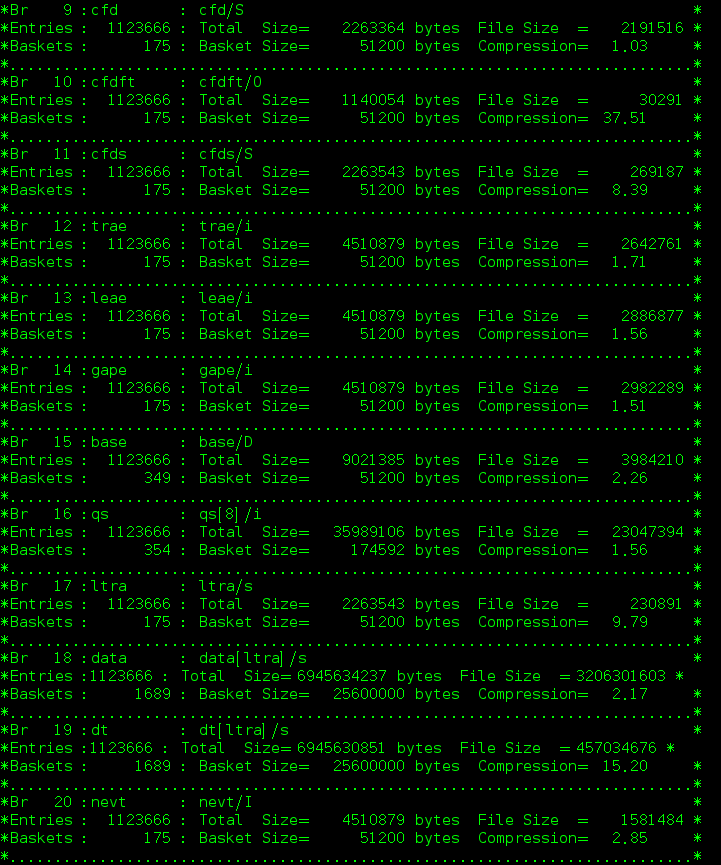 *Br    9 :cfd       : cfd/S                                                 *
*Entries :  1123666 : Total  Size=    2263364 bytes  File Size  =    2191516 *
*Baskets :      175 : Basket Size=      51200 bytes  Compression=   1.03     *
*............................................................................*
*Br   10 :cfdft     : cfdft/O                                               *
*Entries :  1123666 : Total  Size=    1140054 bytes  File Size  =      30291 *
*Baskets :      175 : Basket Size=      51200 bytes  Compression=  37.51     *
*............................................................................*
*Br   11 :cfds      : cfds/S                                                *
*Entries :  1123666 : Total  Size=    2263543 bytes  File Size  =     269187 *
*Baskets :      175 : Basket Size=      51200 bytes  Compression=   8.39     *
*............................................................................*
*Br   12 :trae      : trae/i                                                *
*Entries :  1123666 : Total  Size=    4510879 bytes  File Size  =    2642761 *
*Baskets :      175 : Basket Size=      51200 bytes  Compression=   1.71     *
*............................................................................*
*Br   13 :leae      : leae/i                                                *
*Entries :  1123666 : Total  Size=    4510879 bytes  File Size  =    2886877 *
*Baskets :      175 : Basket Size=      51200 bytes  Compression=   1.56     *
*............................................................................*
*Br   14 :gape      : gape/i                                                *
*Entries :  1123666 : Total  Size=    4510879 bytes  File Size  =    2982289 *
*Baskets :      175 : Basket Size=      51200 bytes  Compression=   1.51     *
*............................................................................*
*Br   15 :base      : base/D                                                *
*Entries :  1123666 : Total  Size=    9021385 bytes  File Size  =    3984210 *
*Baskets :      349 : Basket Size=      51200 bytes  Compression=   2.26     *
*............................................................................*
*Br   16 :qs        : qs[8]/i                                               *
*Entries :  1123666 : Total  Size=   35989106 bytes  File Size  =   23047394 *
*Baskets :      354 : Basket Size=     174592 bytes  Compression=   1.56     *
*............................................................................*
*Br   17 :ltra      : ltra/s                                                *
*Entries :  1123666 : Total  Size=    2263543 bytes  File Size  =     230891 *
*Baskets :      175 : Basket Size=      51200 bytes  Compression=   9.79     *
*............................................................................*
*Br   18 :data      : data[ltra]/s                                          *
*Entries :1123666 : Total  Size= 6945634237 bytes  File Size  = 3206301603 *
*Baskets :     1689 : Basket Size=   25600000 bytes  Compression=   2.17     *
*............................................................................*
*Br   19 :dt        : dt[ltra]/s                                            *
*Entries :1123666 : Total  Size= 6945630851 bytes  File Size  = 457034676 *
*Baskets :     1689 : Basket Size=   25600000 bytes  Compression=  15.20     *
*............................................................................*
*Br   20 :nevt      : nevt/I                                                *
*Entries :  1123666 : Total  Size=    4510879 bytes  File Size  =    1581484 *
*Baskets :      175 : Basket Size=      51200 bytes  Compression=   2.85     *
*............................................................................*